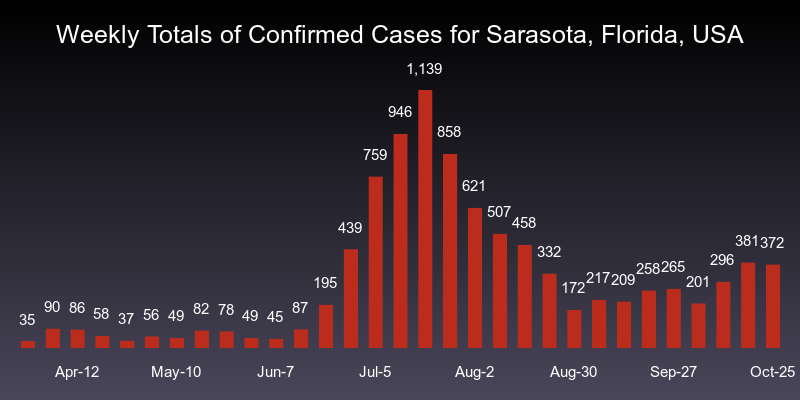 Weekly Totals of Confirmed Cases for Sarasota, Florida, USA
35 90 86 58 37 56 49 82 78 49 45 87 195 439 759 946 1,139 858 621 507 458 332 172 217 209 258 265 201 296 381 372
Apr-12 May-10 Jun-7 Jul-5 Aug-2 Aug-30 Sep-27 Oct-25